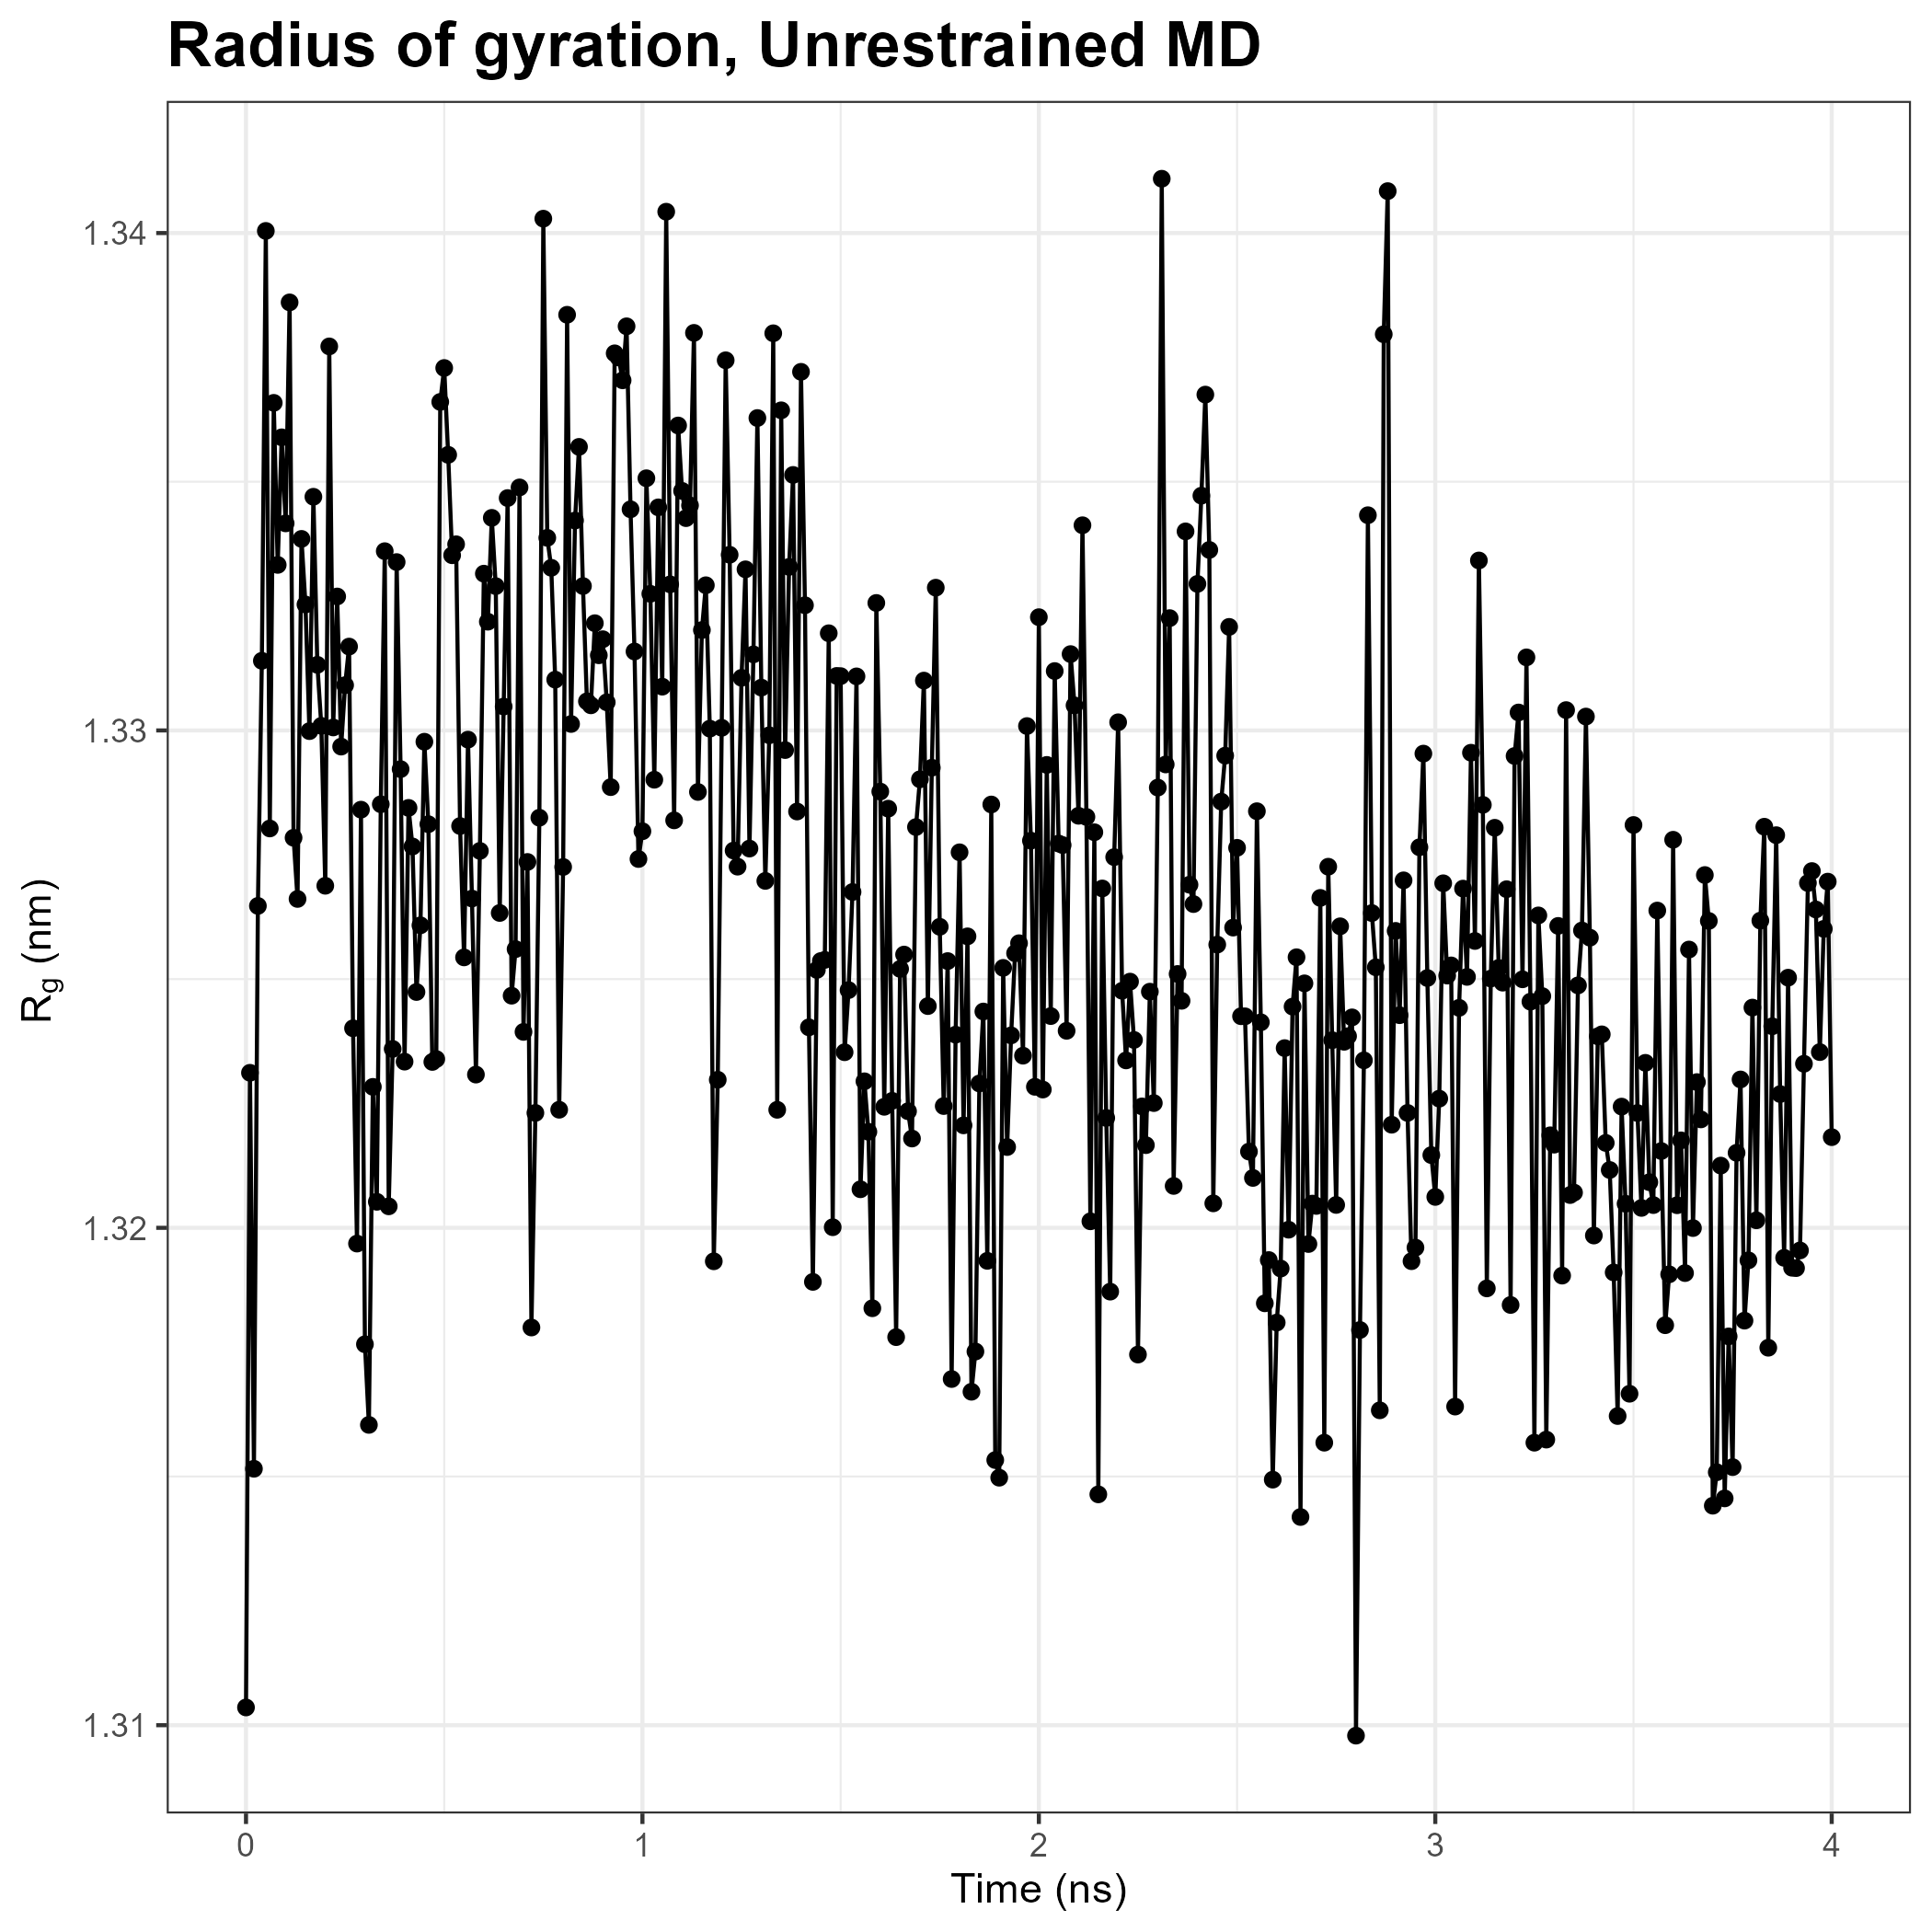 Radius of gyration, Unrestrained MD
1.34
1.33
1.32
1.31
Rg (nm)
0 1 2 3 4
Time (ns)